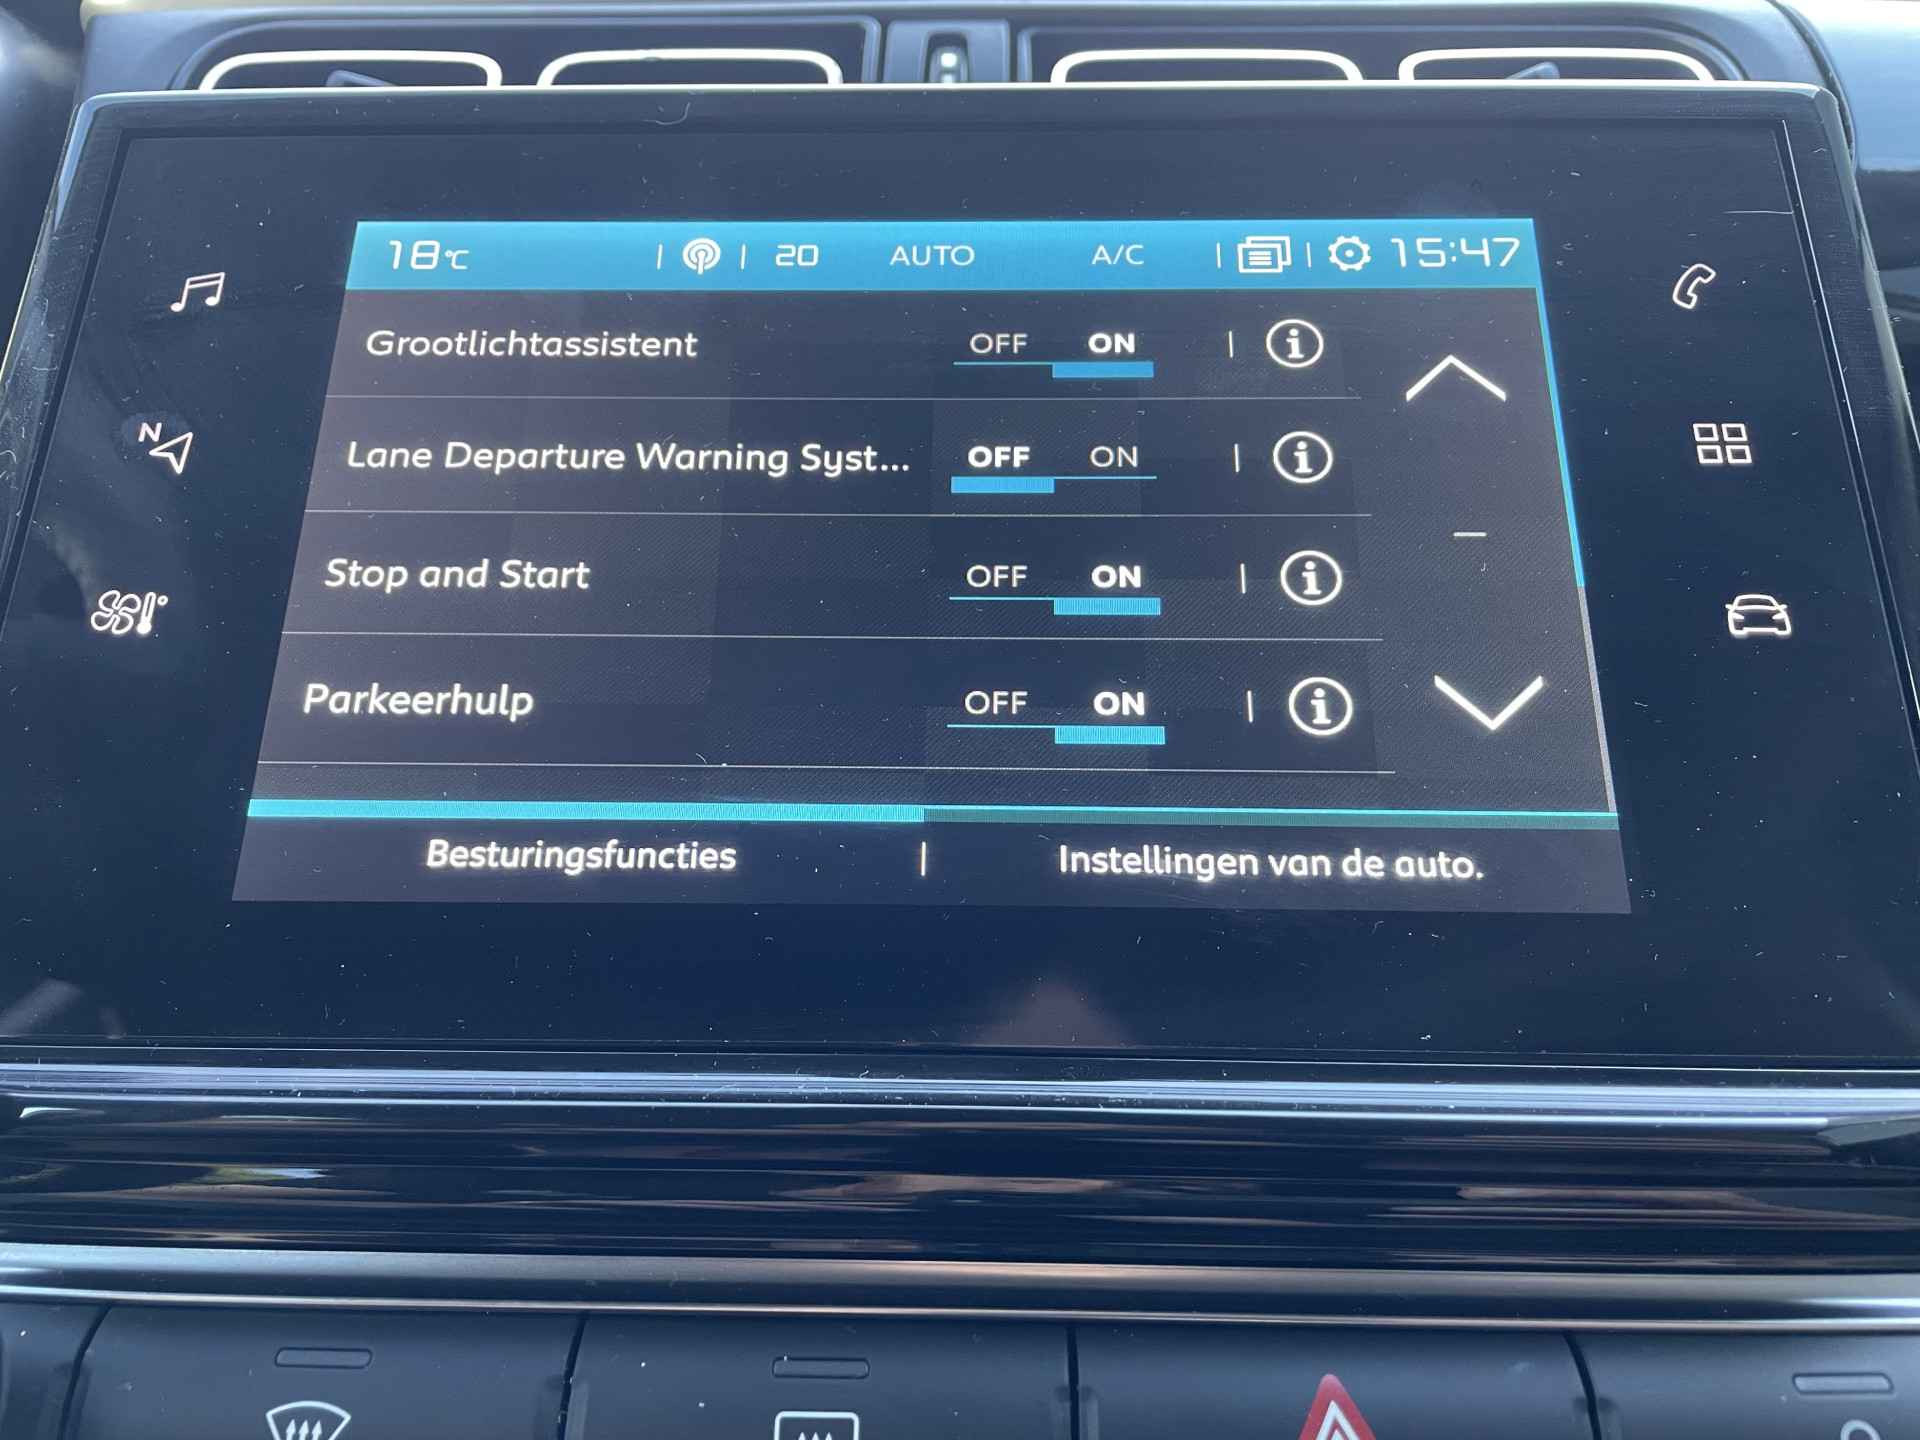 18°C 20 AUTO A/C 15:47
Grootlichtassistent OFF ON
Lane Departure Warning Syst... OFF ON
Stop and Start OFF ON
Parkeerhulp OFF ON
Besturingsfuncties | Instellingen van de auto.
N